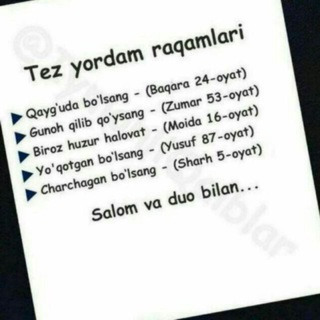 Tez yordam raqamlari
Qayg'uda bo'lsang - (Baqara 24-oyat)
Gunoh qilib qo'ysang - (Zumar 53-oyat)
Biroz huzur halovat - (Moida 16-oyat)
Yo'qotgan bo'lsang - (Yusuf 87-oyat)
Charchagan bo'lsang - (Sharh 5-oyat)
Salom va duo bilan...